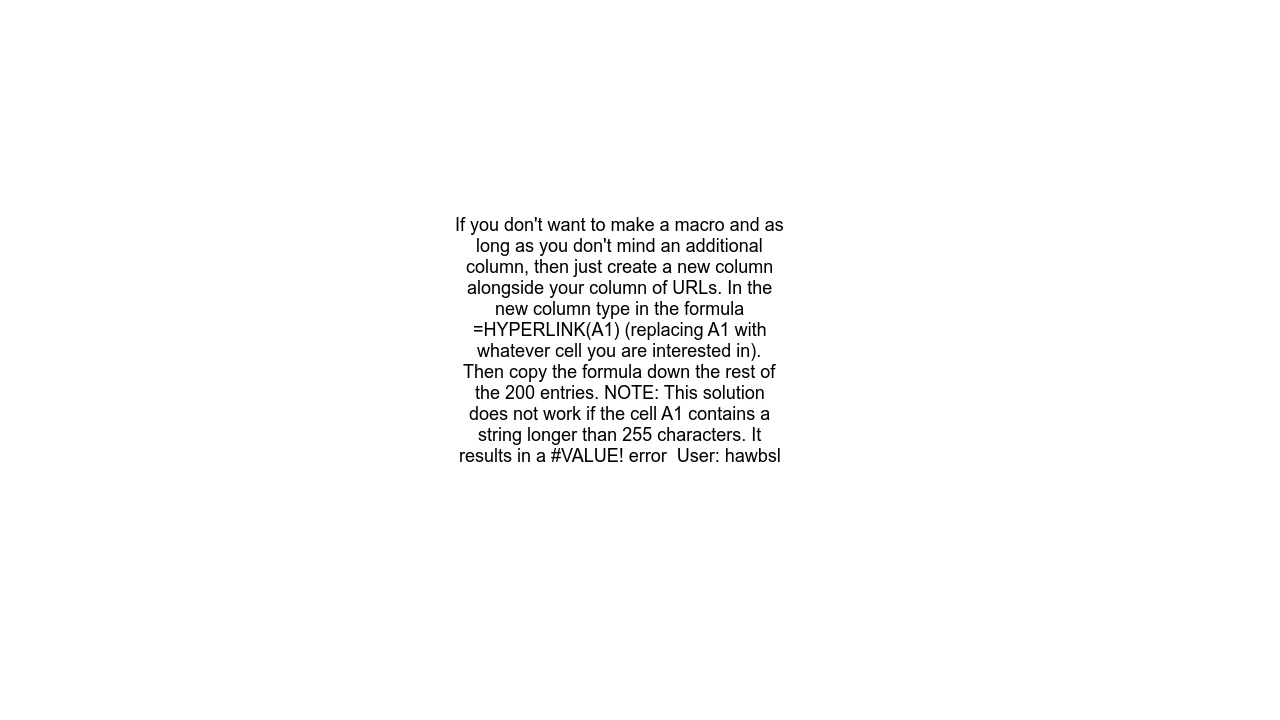 If you don't want to make a macro and as
long as you don't mind an additional
column, then just create a new column
alongside your column of URLs. In the
new column type in the formula
=HYPERLINK(A1) (replacing A1 with
whatever cell you are interested in).
Then copy the formula down the rest of
the 200 entries. NOTE: This solution
does not work if the cell A1 contains a
string longer than 255 characters. It
results in a #VALUE! error  User: hawbsl